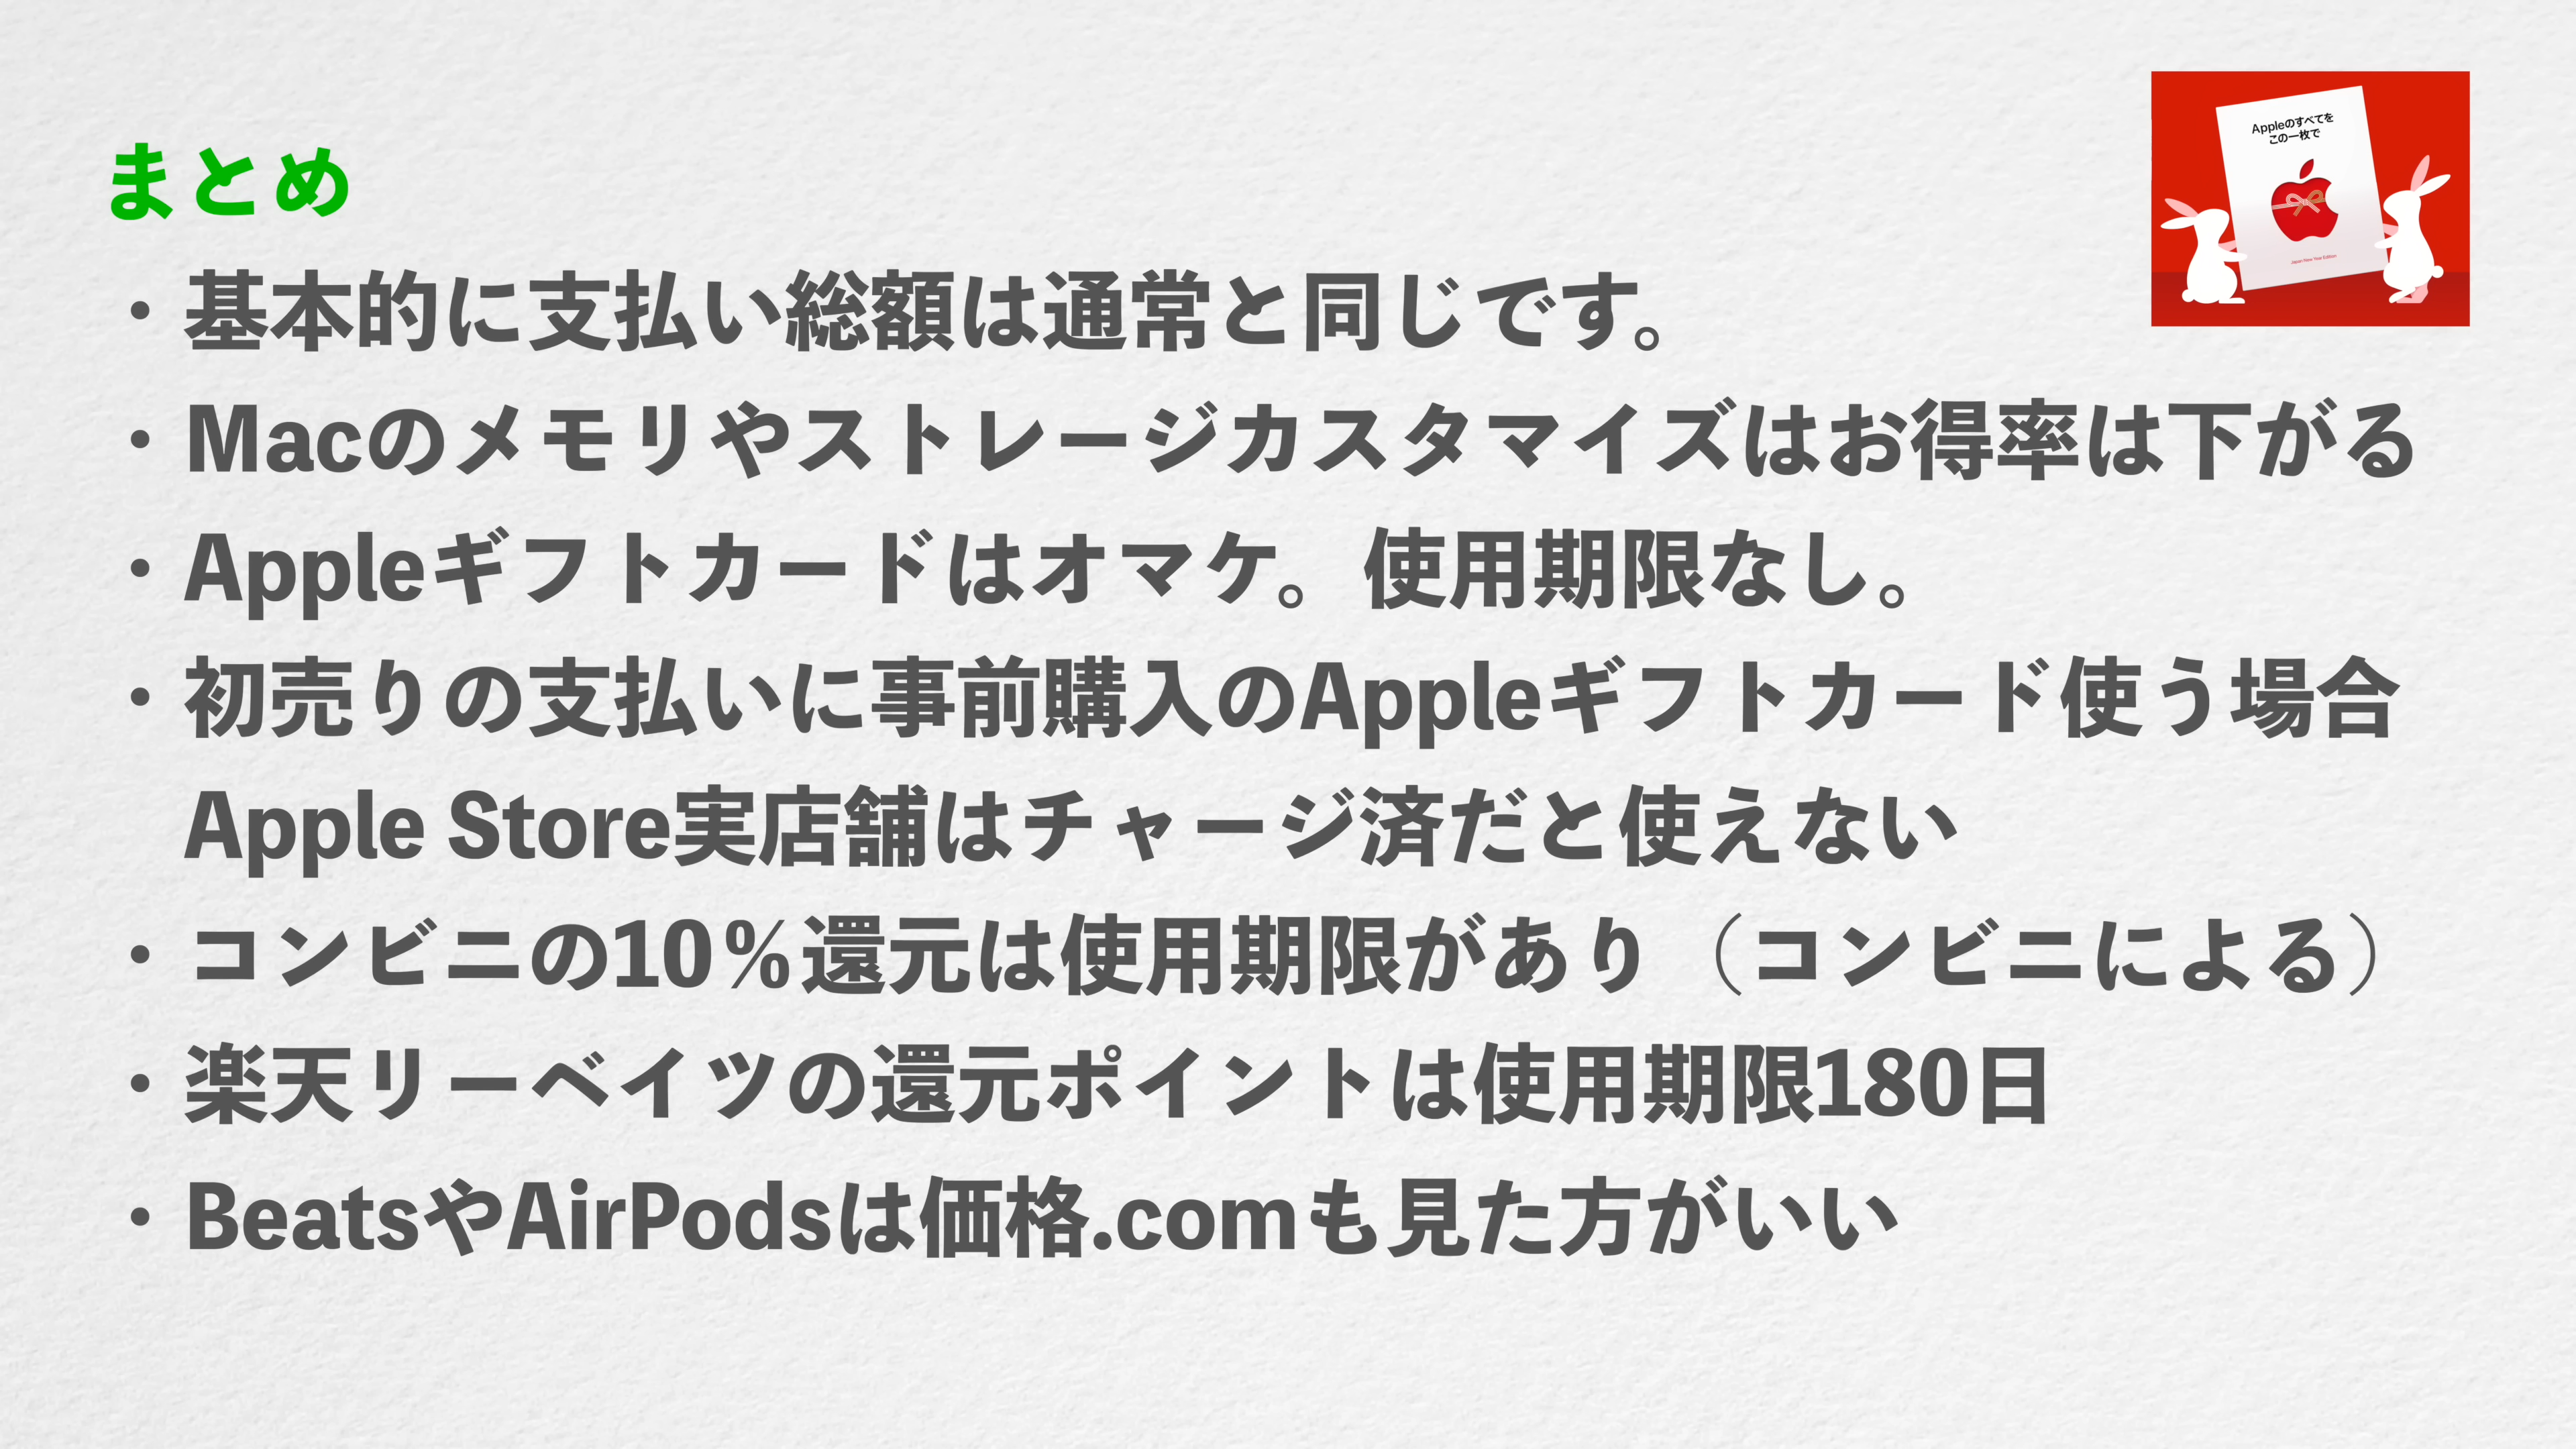 まとめ
・基本的に支払い総額は通常と同じです。
・Macのメモリやストレージカスタマイズはお得率は下がる
・Appleギフトカードはオマケ。使用期限なし。
・初売りの支払いに事前購入のAppleギフトカード使う場合
Apple Store実店舗はチャージ済だと使えない
・コンビニの10％還元は使用期限があり（コンビニによる）
・楽天リーベイツの還元ポイントは使用期限180日
・BeatsやAirPodsは価格.comも見た方がいい
Appleのすべてを
この一枚で
Japan New Year Edition